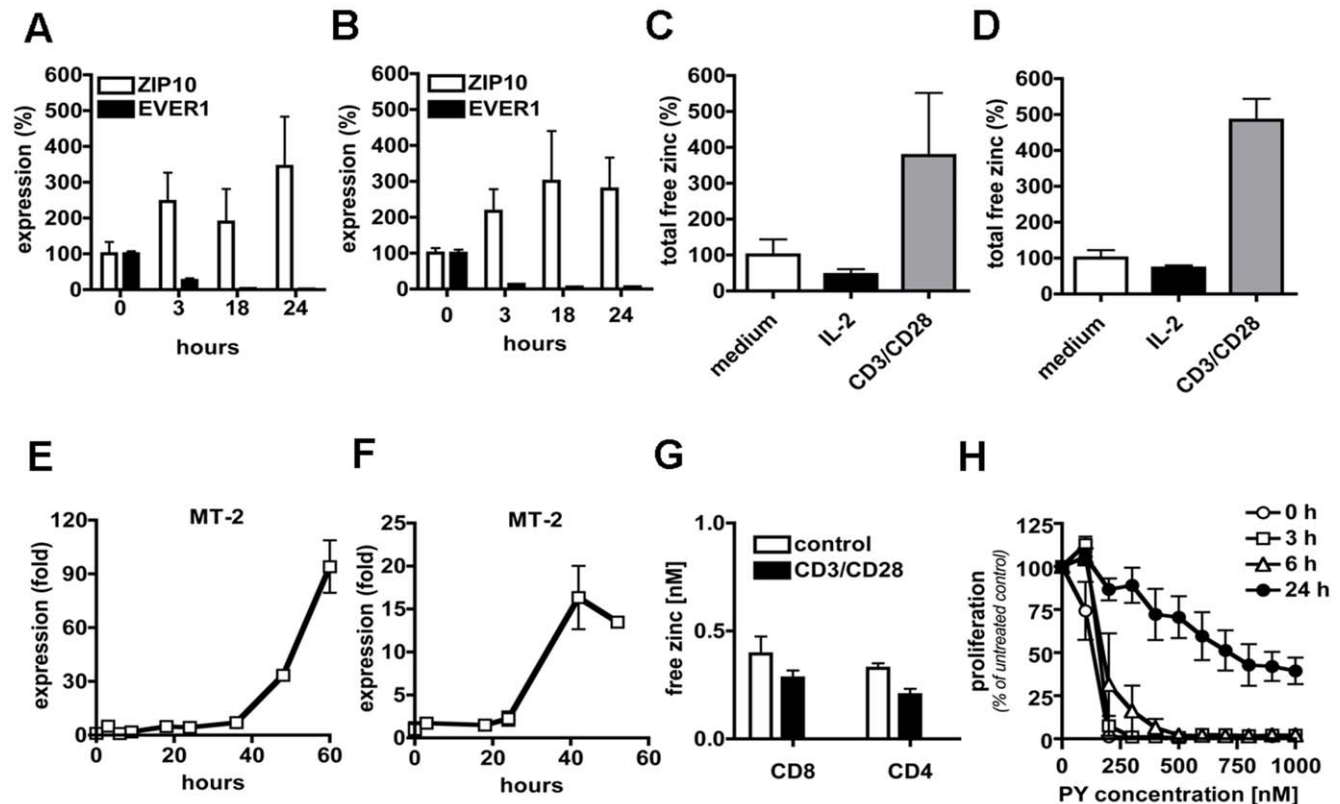 A
B
C
D
600
500
400
300
200
100
0
expression (%)
ZIP10
EVER1
0 3 18 24
hours
600
500
400
300
200
100
0
expression (%)
ZIP10
EVER1
0 3 18 24
hours
600
500
400
300
200
100
0
total free zinc (%)
medium
IL-2
CD3/CD28
600
500
400
300
200
100
0
total free zinc (%)
medium
IL-2
CD3/CD28
E
F
G
H
MT-2
120
90
60
30
0
expression (fold)
0 20 40 60
hours
MT-2
25
20
15
10
5
0
expression (fold)
0 20 40 60
hours
1.0
0.5
0.0
free zinc [nM]
control
CD3/CD28
CD8 CD4
0 h
3 h
6 h
24 h
125
100
75
50
25
0
proliferation
(% of untreated control)
0 250 500 750 1000
PY concentration [nM]